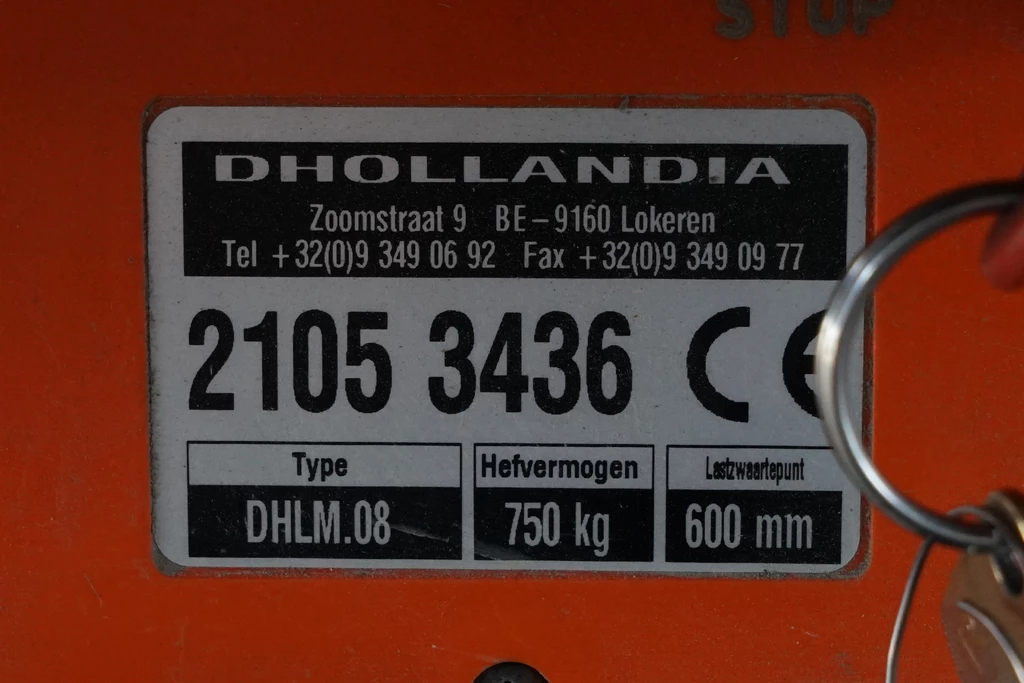 STOP
DHOLLANDIA
Zoomstraat 9 BE-9160 Lokeren
Tel +32(0)9 349 06 92 Fax +32(0)9 349 09 77
2105 3436 CE
Type Hefvermogen Lastzwaartepunt
DHLM.08 750 kg 600 mm